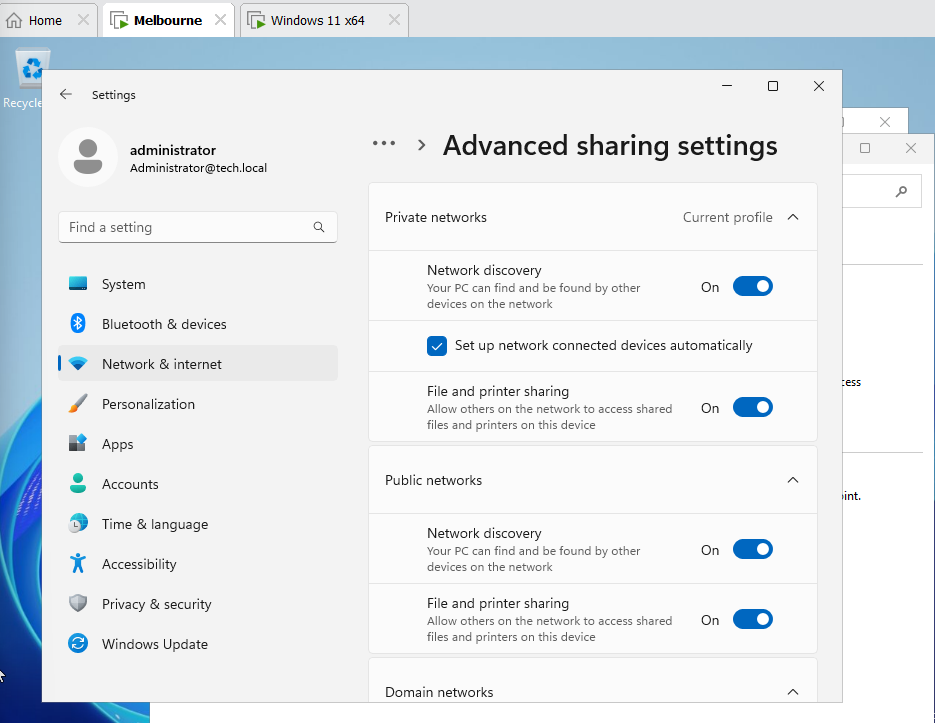 Home
Melbourne
Windows 11 x64
Recycle
Settings
administrator
Administrator@tech.local
Find a setting
System
Bluetooth & devices
Network & internet
Personalization
Apps
Accounts
Time & language
Accessibility
Privacy & security
Windows Update
Advanced sharing settings
Private networks
Current profile
Network discovery
Your PC can find and be found by other
devices on the network
On
Set up network connected devices automatically
File and printer sharing
Allow others on the network to access shared
files and printers on this device
On
Public networks
Network discovery
Your PC can find and be found by other
devices on the network
On
File and printer sharing
Allow others on the network to access shared
files and printers on this device
On
Domain networks